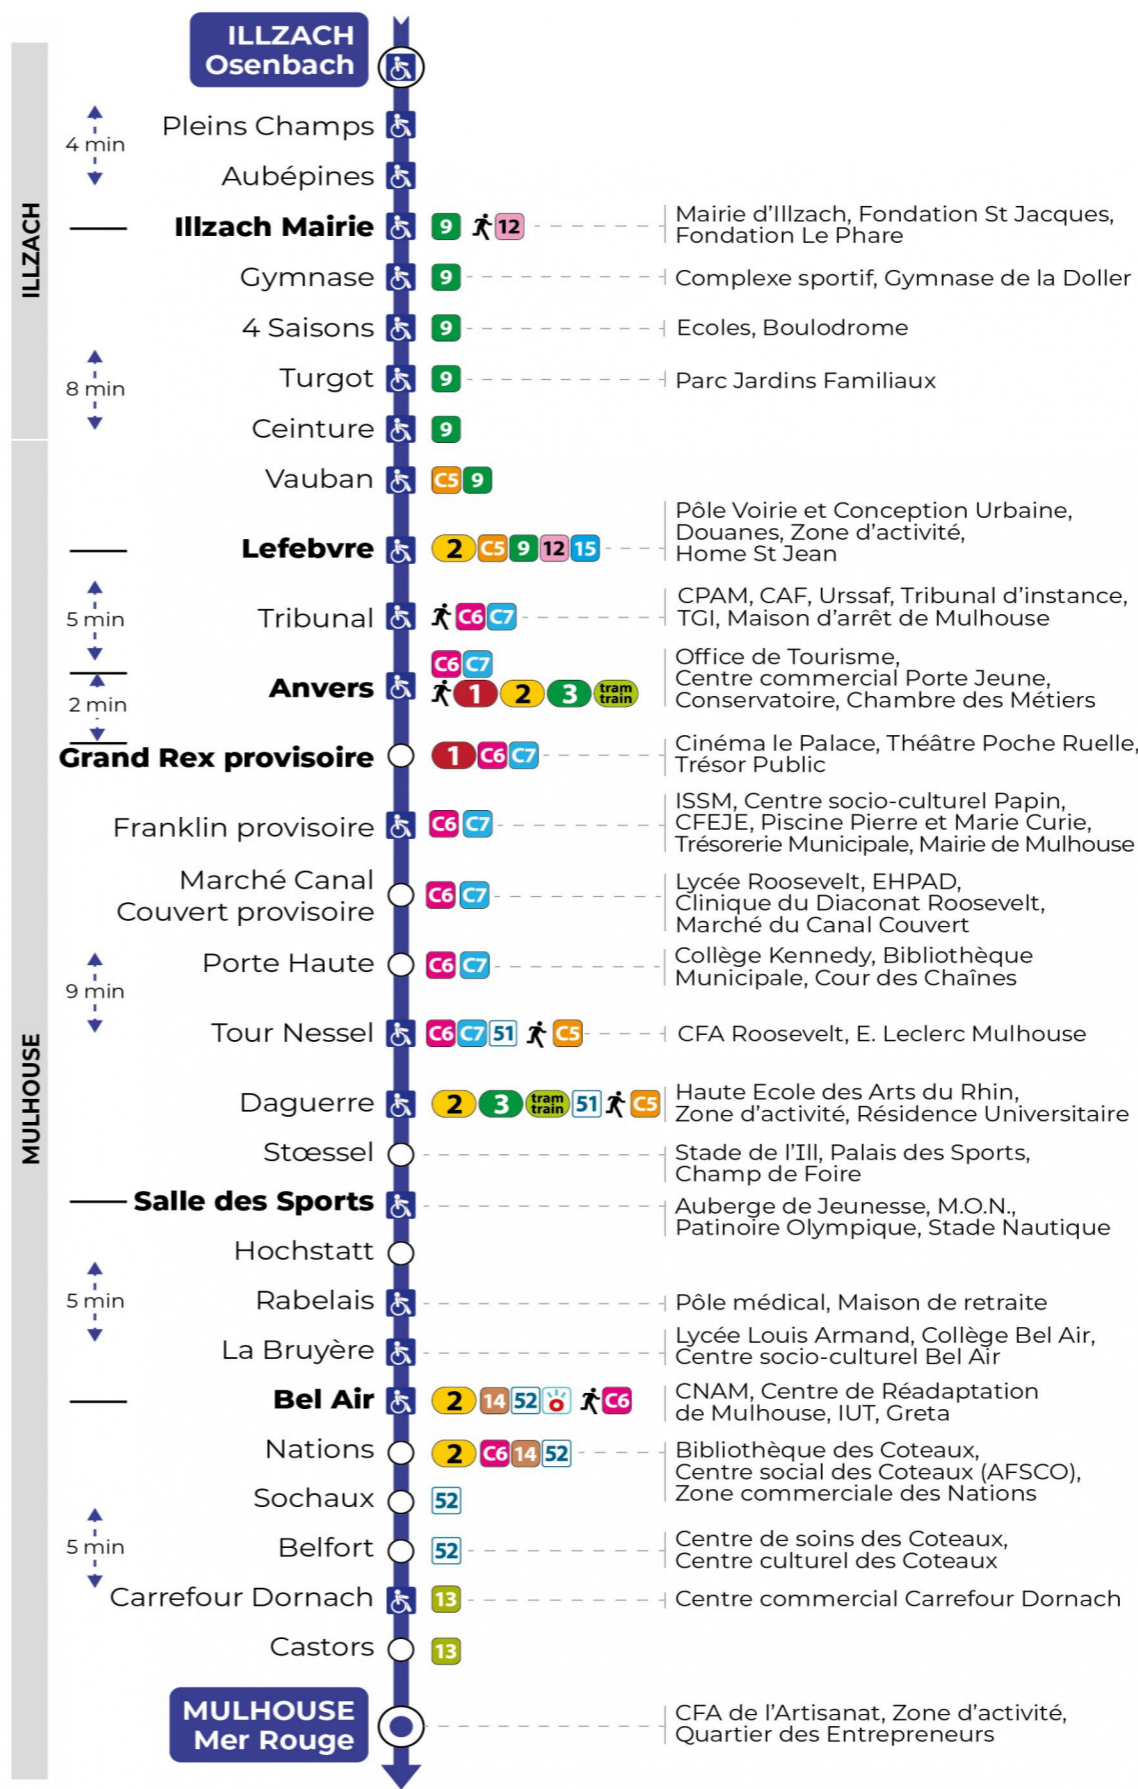 ILLZACH
Osenbach
ILLZACH
Pleins Champs
4 min
Aubépines
Illzach Mairie 9 12
Mairie d'Illzach, Fondation St Jacques,
Fondation Le Phare
Gymnase 9 Complexe sportif, Gymnase de la Doller
4 Saisons 9 Ecoles, Boulodrome
Turgot 9 Parc Jardins Familiaux
8 min
Ceinture 9
MULHOUSE
Vauban C5 9
Lefebvre 2 C5 9 12 15
Pôle Voirie et Conception Urbaine,
Douanes, Zone d'activité,
Home St Jean
5 min
Tribunal C6 C7
CPAM, CAF, Urssaf, Tribunal d'instance,
TGI, Maison d'arrêt de Mulhouse
C6 C7
Anvers 1 2 3 tram
train
Office de Tourisme,
Centre commercial Porte Jeune,
Conservatoire, Chambre des Métiers
2 min
Grand Rex provisoire 1 C6 C7
Cinéma le Palace, Théâtre Poche Ruelle,
Trésor Public
Franklin provisoire C6 C7
ISSM, Centre socio-culturel Papin,
CFEJE, Piscine Pierre et Marie Curie,
Trésorerie Municipale, Mairie de Mulhouse
Marché Canal
Couvert provisoire C6 C7
Lycée Roosevelt, EHPAD,
Clinique du Diaconat Roosevelt,
Marché du Canal Couvert
Porte Haute C6 C7
Collège Kennedy, Bibliothèque
Municipale, Cour des Chaînes
9 min
Tour Nessel C6 C7 51 C5 CFA Roosevelt, E. Leclerc Mulhouse
Daguerre 2 3 tram
train 51 C5
Haute Ecole des Arts du Rhin,
Zone d'activité, Résidence Universitaire
Stœssel
Stade de l'Ill, Palais des Sports,
Champ de Foire
Salle des Sports
Auberge de Jeunesse, M.O.N.,
Patinoire Olympique, Stade Nautique
Hochstatt
5 min
Rabelais Pôle médical, Maison de retraite
La Bruyère
Lycée Louis Armand, Collège Bel Air,
Centre socio-culturel Bel Air
Bel Air 2 14 52 C6
CNAM, Centre de Réadaptation
de Mulhouse, IUT, Greta
Nations 2 C6 14 52
Bibliothèque des Coteaux,
Centre social des Coteaux (AFSCO),
Zone commerciale des Nations
Sochaux 52
5 min
Belfort 52
Centre de soins des Coteaux,
Centre culturel des Coteaux
Carrefour Dornach 13 Centre commercial Carrefour Dornach
Castors 13
MULHOUSE
Mer Rouge
CFA de l'Artisanat, Zone d'activité,
Quartier des Entrepreneurs